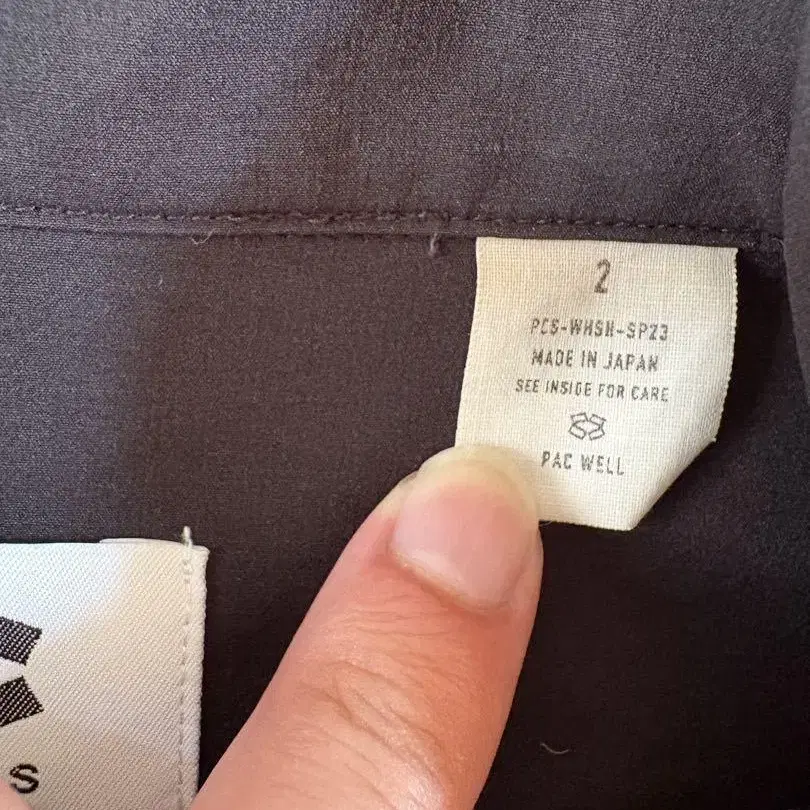 2
PCS-WHSH-SP23
MADE IN JAPAN
SEE INSIDE FOR CARE
PAC WELL
S